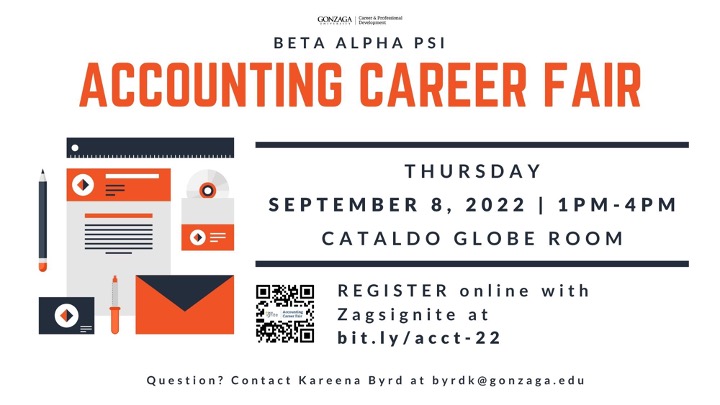 GONZAGA UNIVERSITY | Career & Professional Development
BETA ALPHA PSI
ACCOUNTING CAREER FAIR
THURSDAY
SEPTEMBER 8, 2022 | 1PM-4PM
CATALDO GLOBE ROOM
REGISTER online with
Zagsignite at
bit.ly/acct-22
Accounting
Career Fair
Question? Contact Kareena Byrd at byrdk@gonzaga.edu